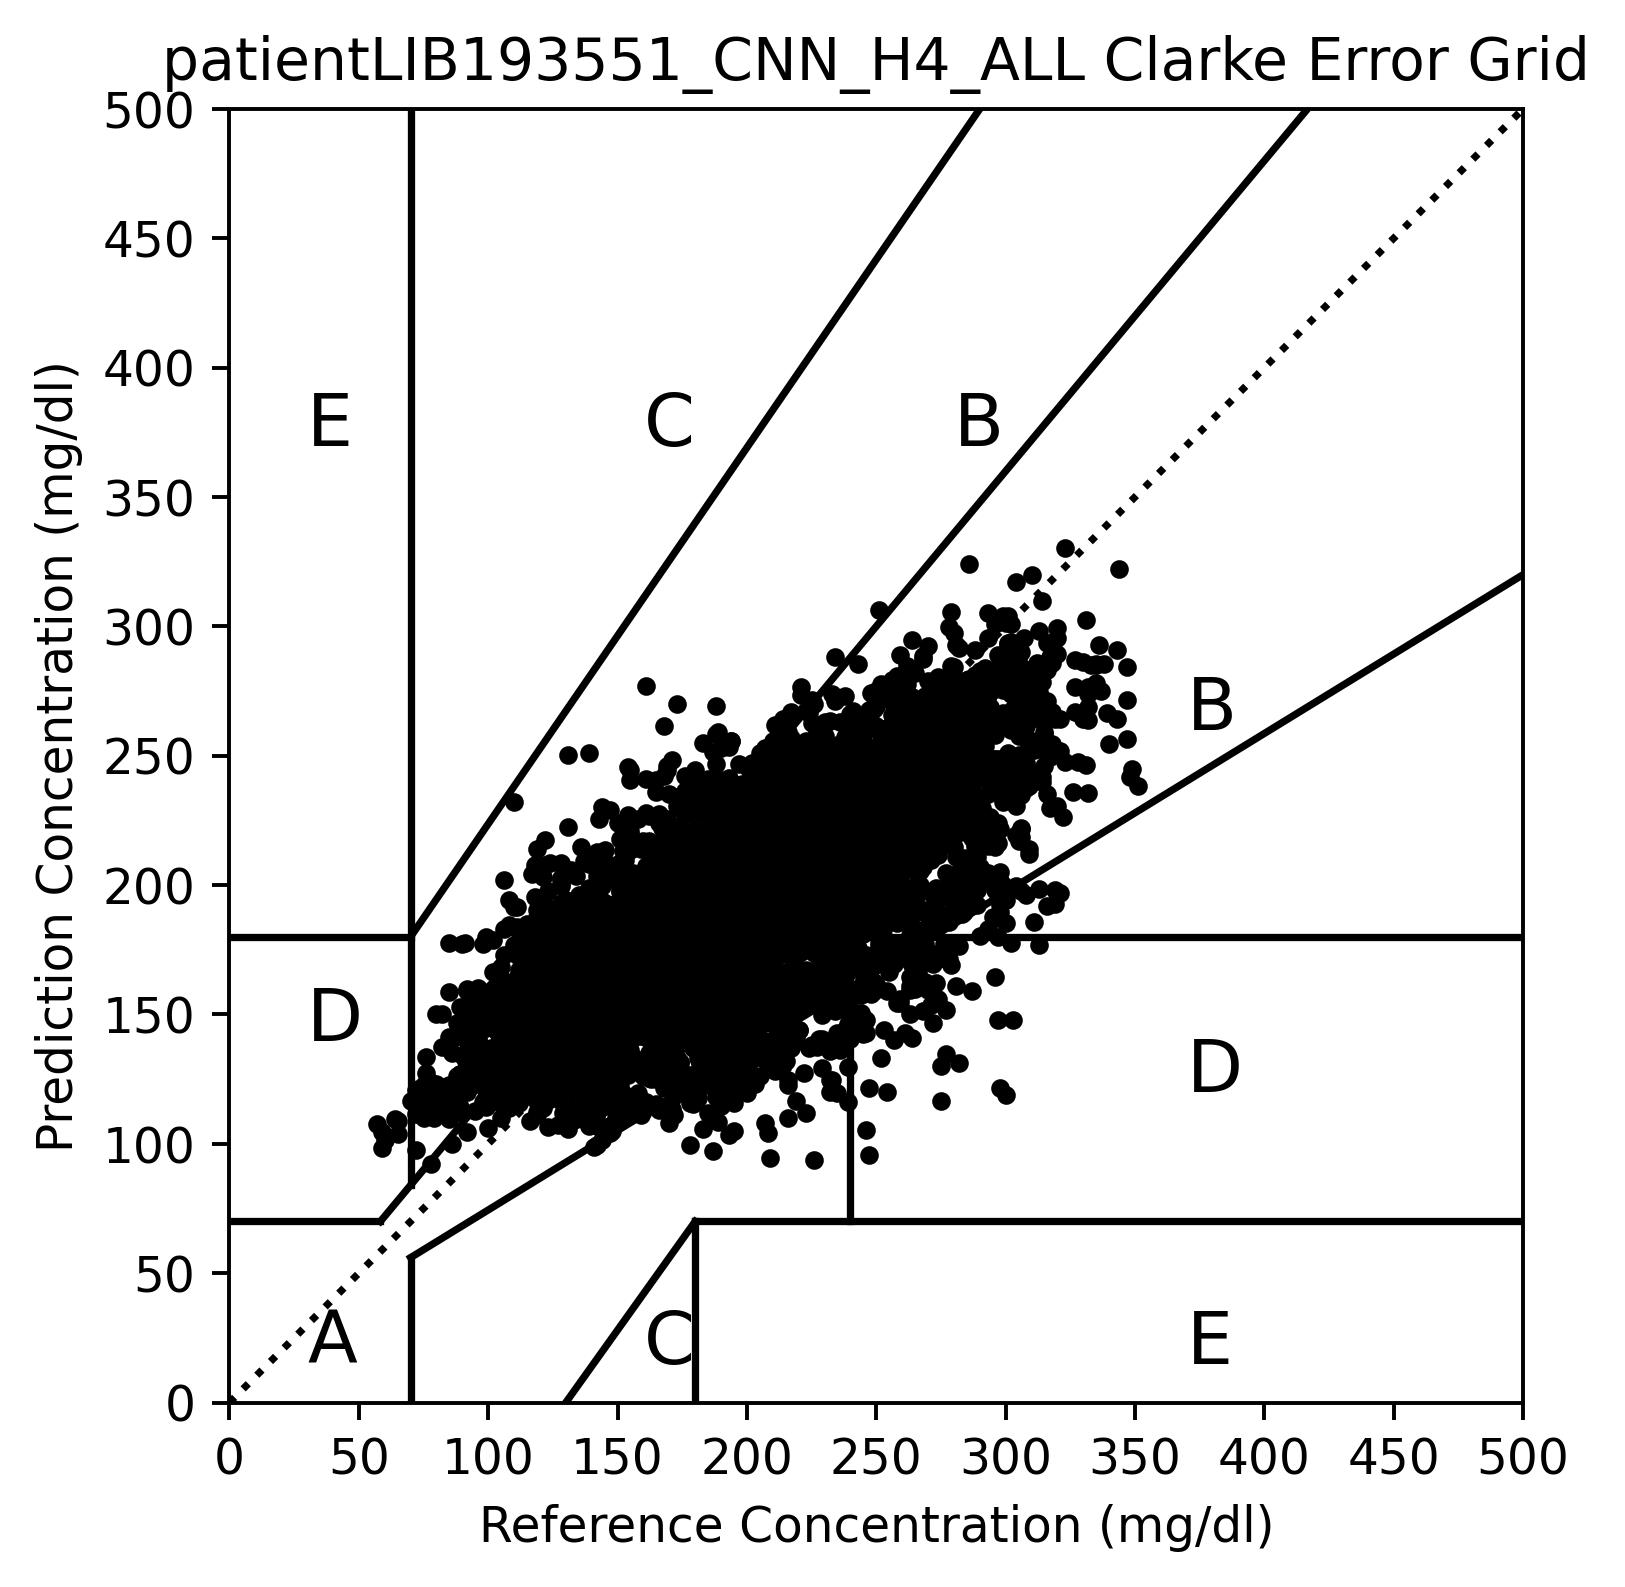 patientLIB193551_CNN_H4_ALL Clarke Error Grid
500
450
400
350
300
250
200
150
100
50
0
Prediction Concentration (mg/dl)
E
C
B
B
D
D
A
C
E
0 50 100 150 200 250 300 350 400 450 500
Reference Concentration (mg/dl)